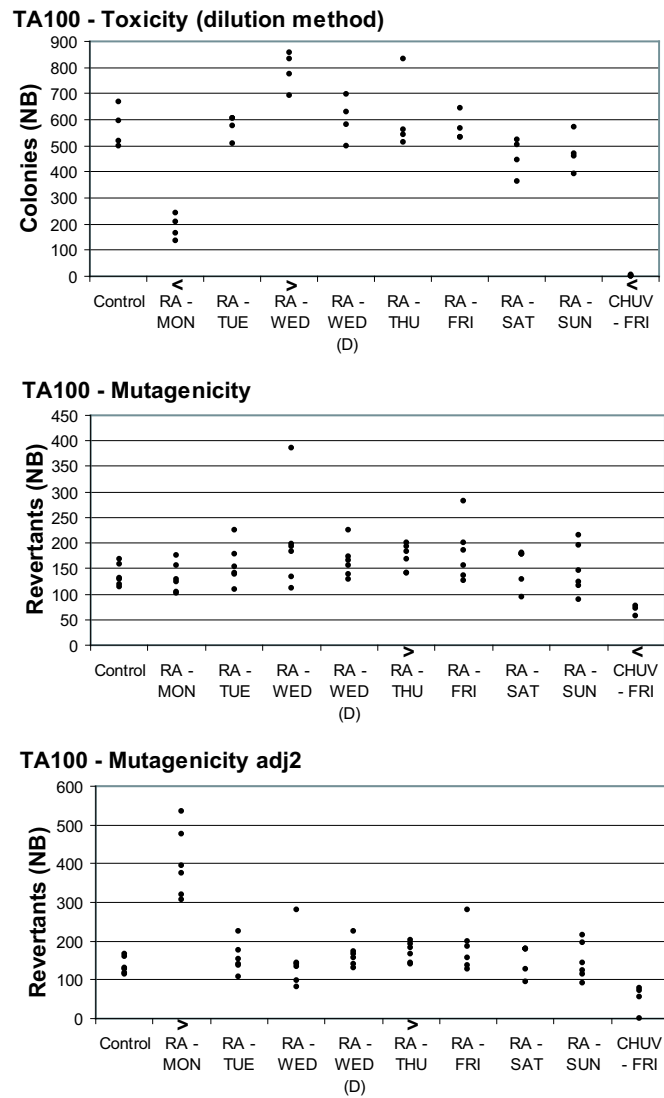 TA100 - Toxicity (dilution method)
Colonies (NB)
900
800
700
600
500
400
300
200
100
0
< > <
Control RA - RA - RA - RA - RA - RA - RA - RA - CHUV
MON TUE WED WED THU FRI SAT SUN - FRI
(D)
TA100 - Mutagenicity
Revertants (NB)
450
400
350
300
250
200
150
100
50
0
> <
Control RA - RA - RA - RA - RA - RA - RA - RA - CHUV
MON TUE WED WED THU FRI SAT SUN - FRI
(D)
TA100 - Mutagenicity adj2
Revertants (NB)
600
500
400
300
200
100
0
> >
Control RA - RA - RA - RA - RA - RA - RA - RA - CHUV
MON TUE WED WED THU FRI SAT SUN - FRI
(D)